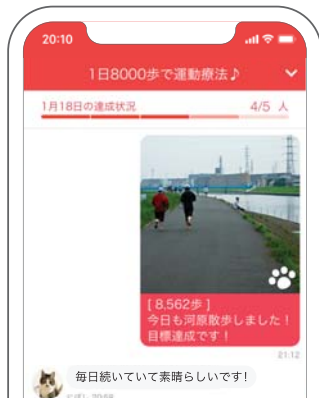 20:10
1日8000歩で運動療法♪
1月18日の達成状況
4/5 人
[ 8,562歩 ]
今日も河原散歩しました！
目標達成です！
21:12
毎日続いていて素晴らしいです!